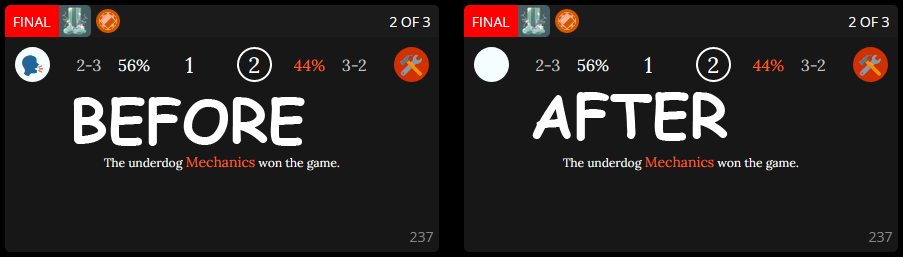 FINAL 2 OF 3
2-3 56% 1 2 44% 3-2
BEFORE
The underdog Mechanics won the game.
237
FINAL 2 OF 3
2-3 56% 1 2 44% 3-2
AFTER
The underdog Mechanics won the game.
237